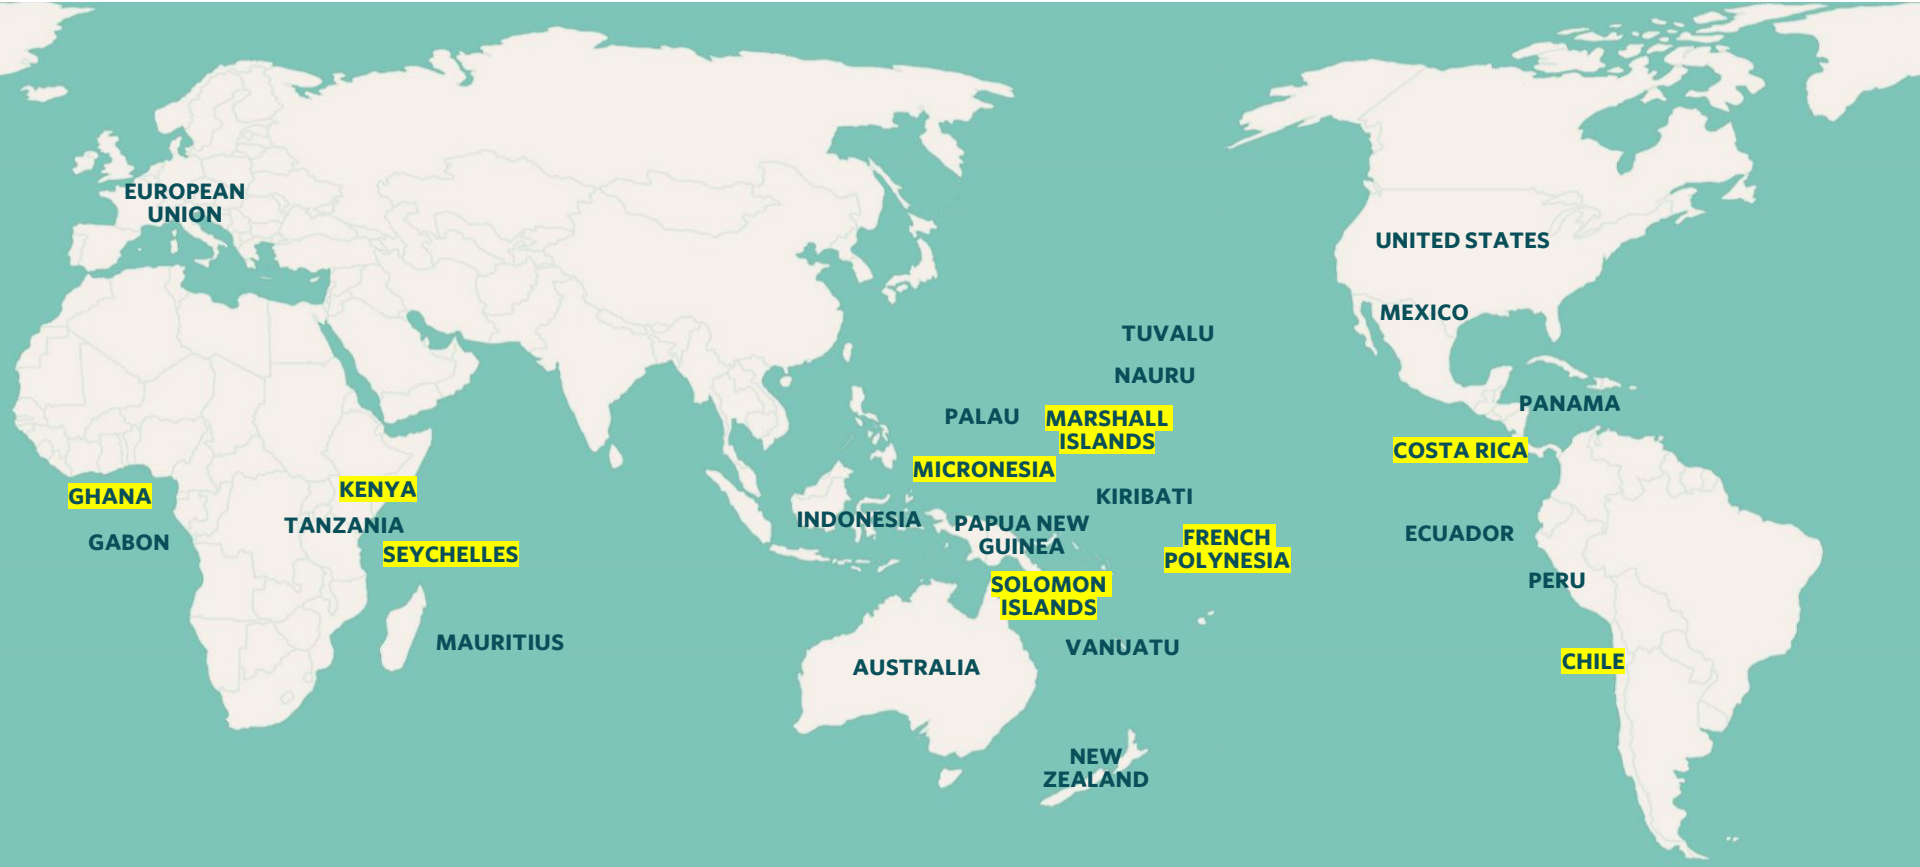 EUROPEAN
UNION
UNITED STATES
MEXICO
TUVALU
NAURU
PANAMA
PALAU
MARSHALL
ISLANDS
COSTA RICA
MICRONESIA
GHANA
KENYA
KIRIBATI
INDONESIA
PAPUA NEW
GUINEA
TANZANIA
GABON
SEYCHELLES
FRENCH
POLYNESIA
ECUADOR
PERU
SOLOMON
ISLANDS
MAURITIUS
VANUATU
AUSTRALIA
CHILE
NEW
ZEALAND